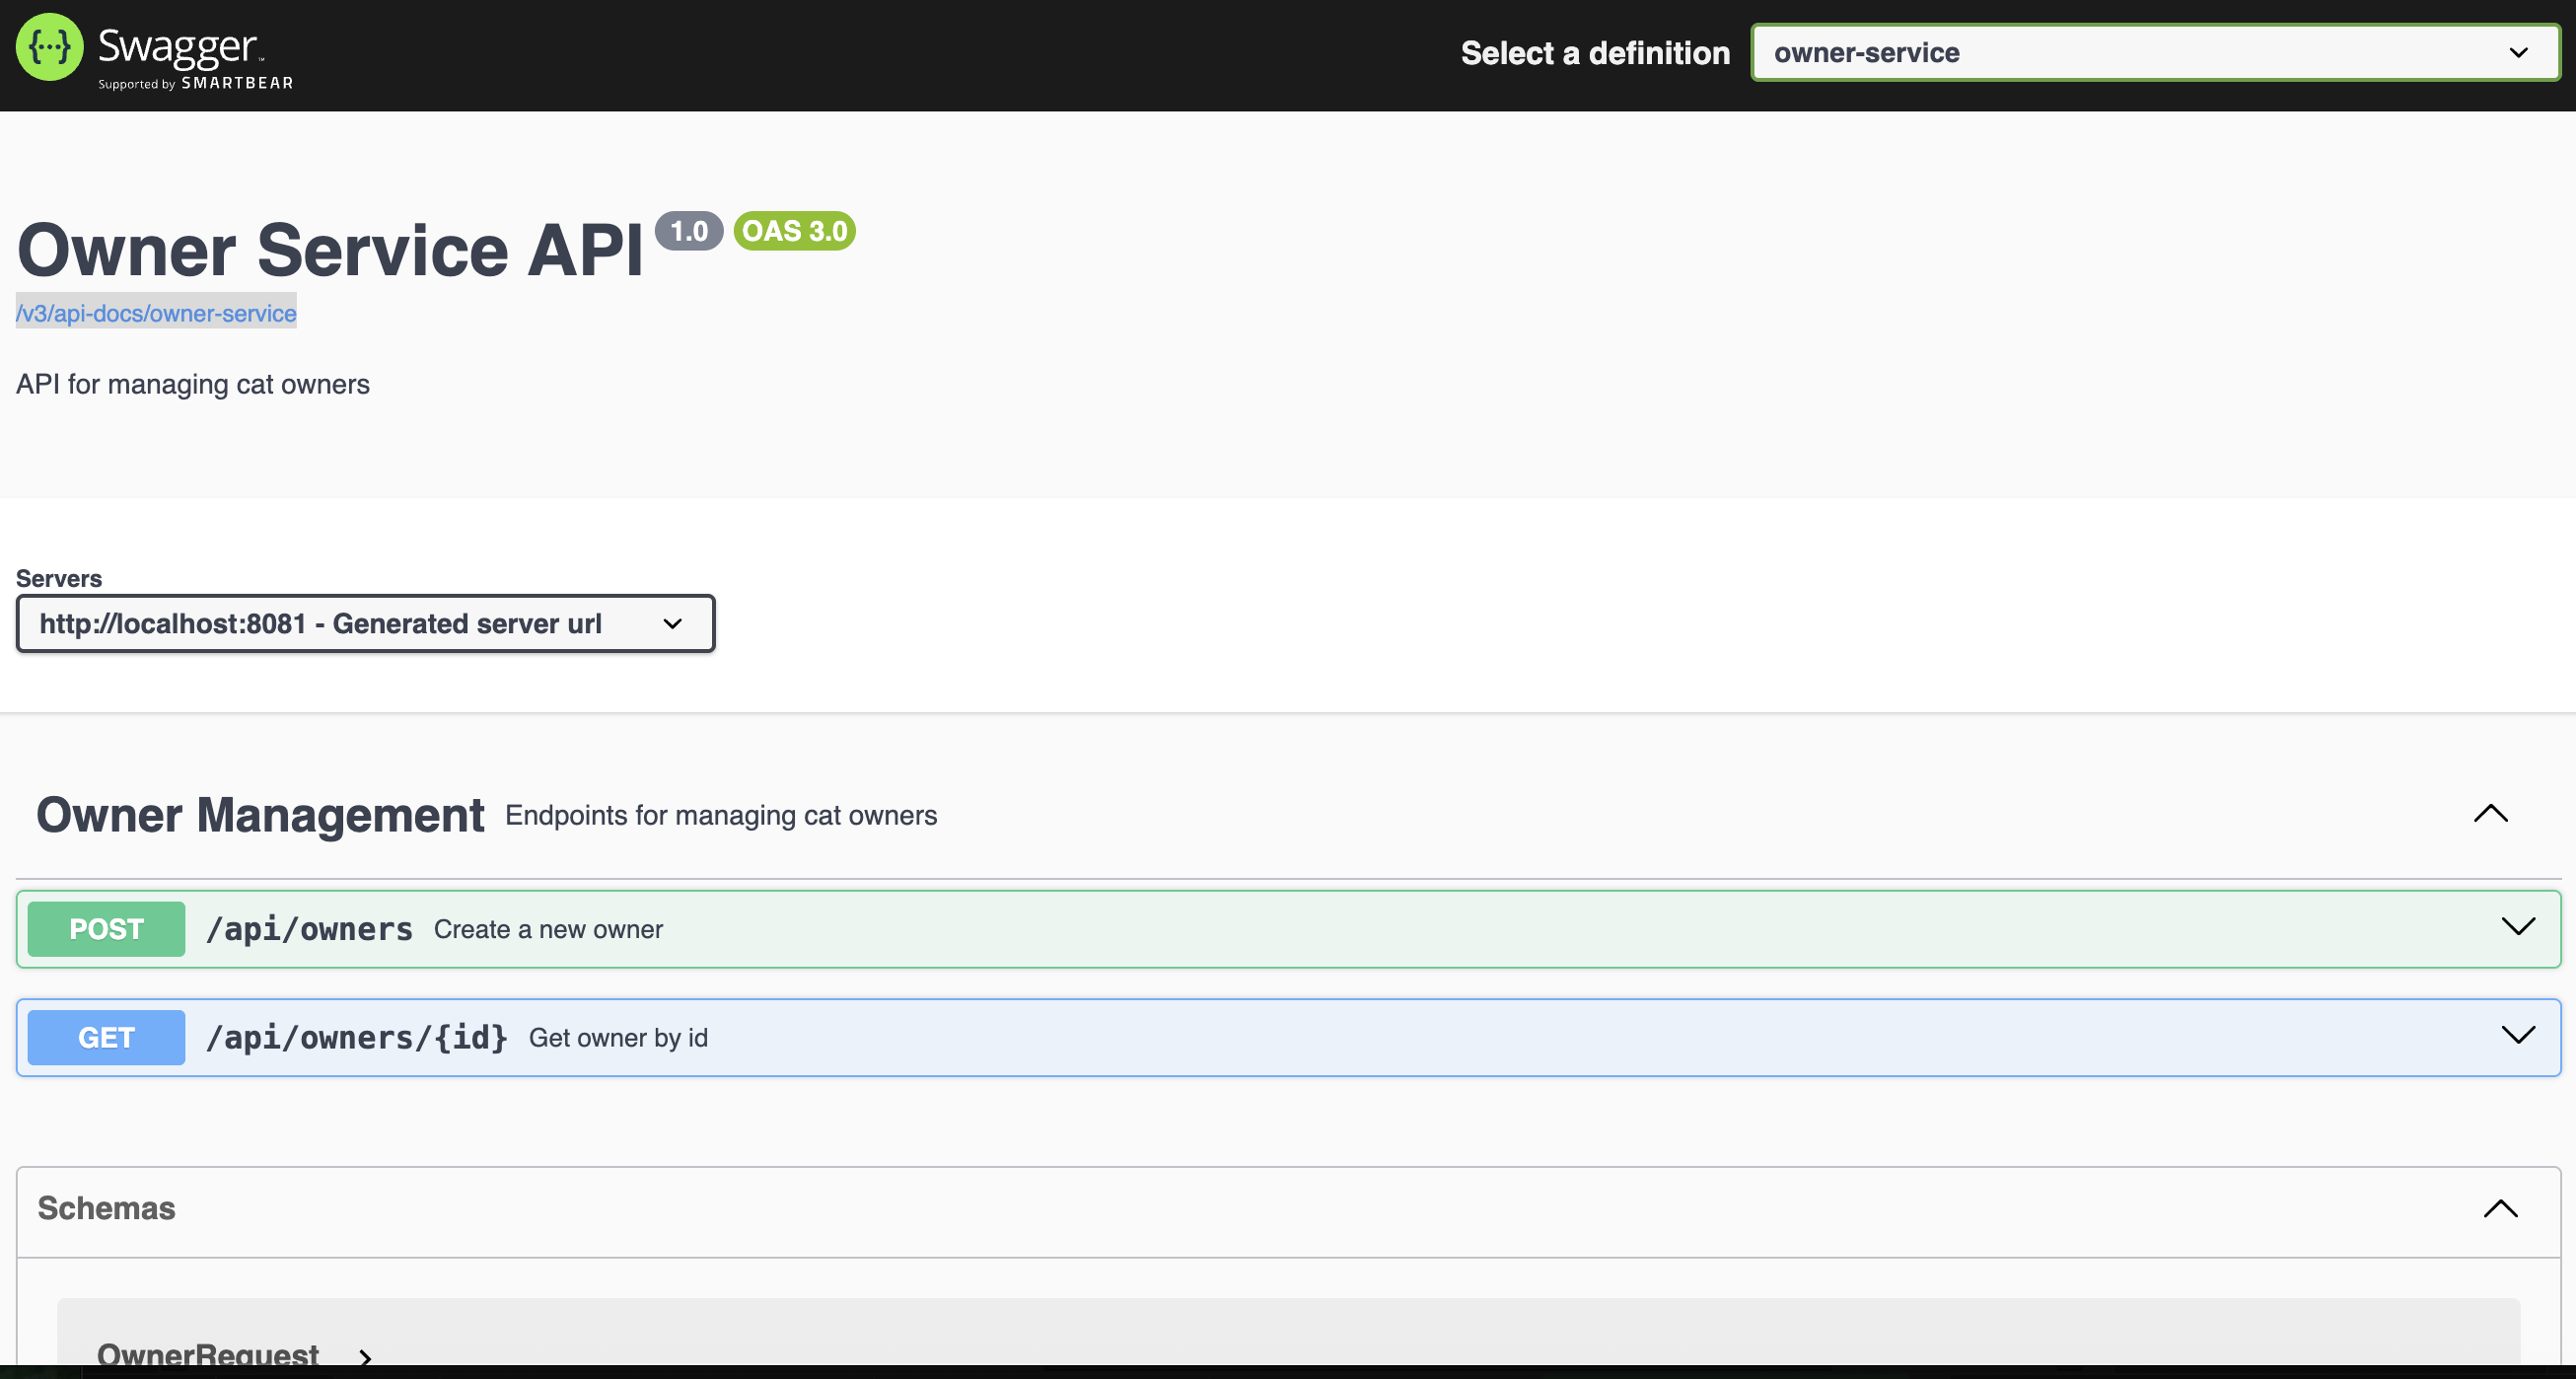 Swagger
Supported by SMARTBEAR
Select a definition
owner-service
Owner Service API 1.0 OAS 3.0
/v3/api-docs/owner-service
API for managing cat owners
Servers
http://localhost:8081 - Generated server url
Owner Management Endpoints for managing cat owners
POST /api/owners Create a new owner
GET /api/owners/{id} Get owner by id
Schemas
OwnerRequest